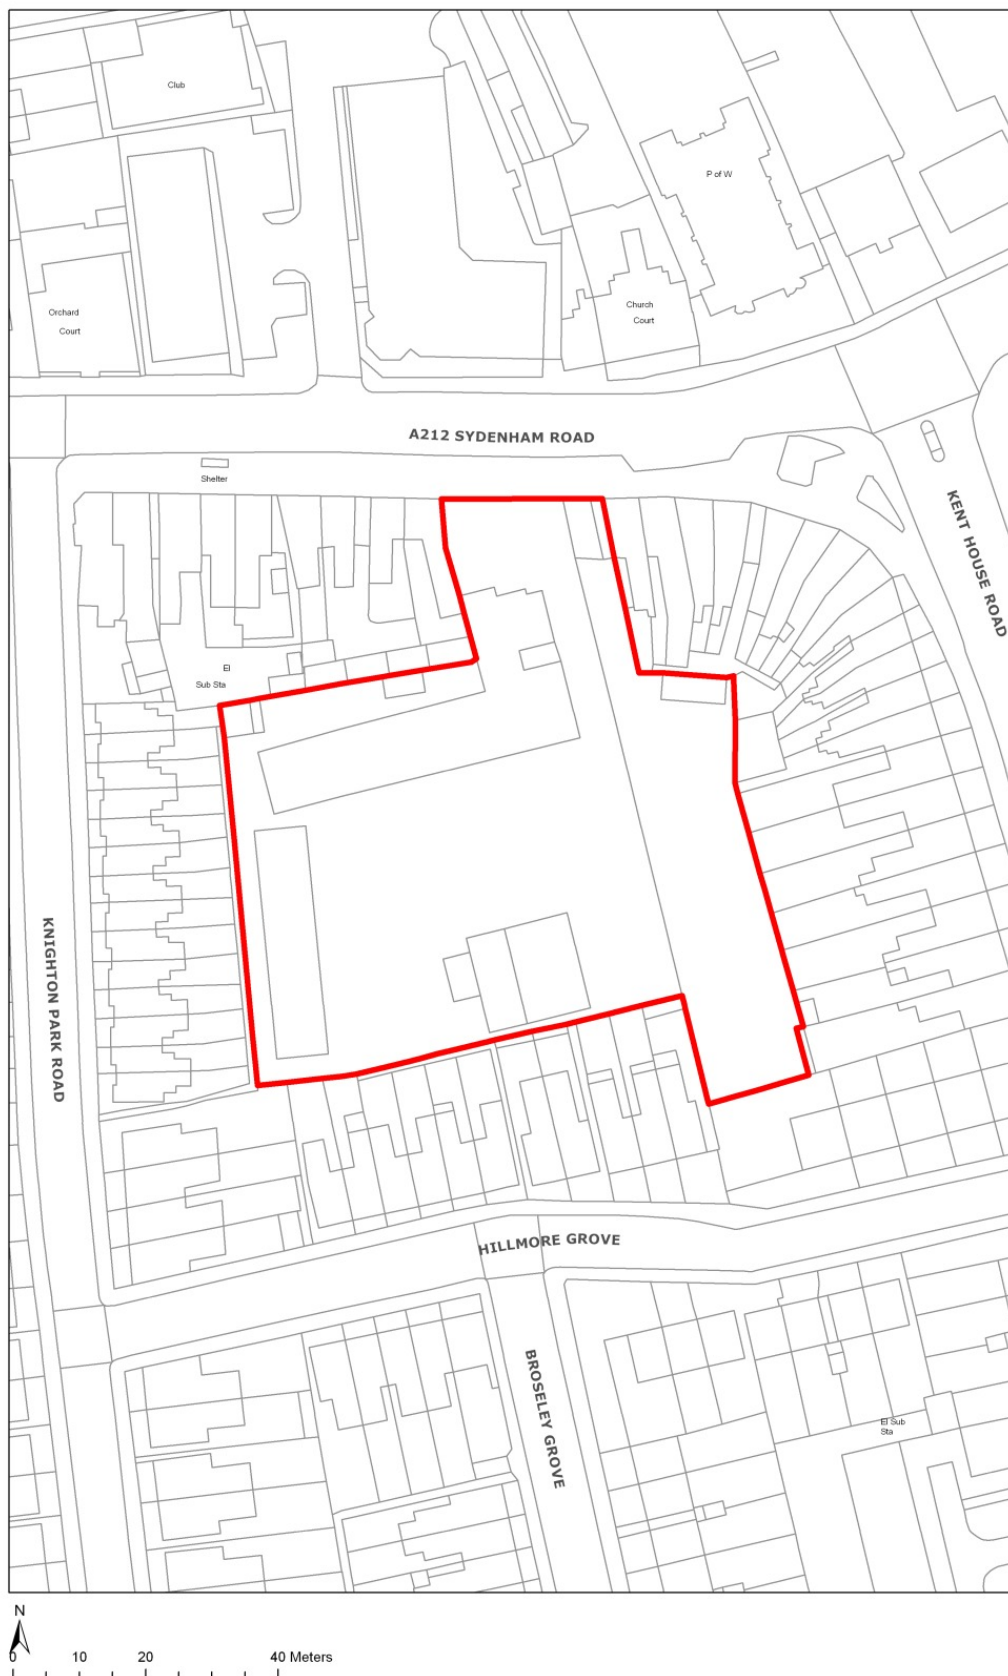 Club
P of W
Orchard
Court
Church
Court
A212 SYDENHAM ROAD
Shelter
KENT HOUSE ROAD
El
Sub Sta
KNIGHTON PARK ROAD
HILLMORE GROVE
BROSELEY GROVE
El Sub
Sta
N
0 10 20 40 Meters